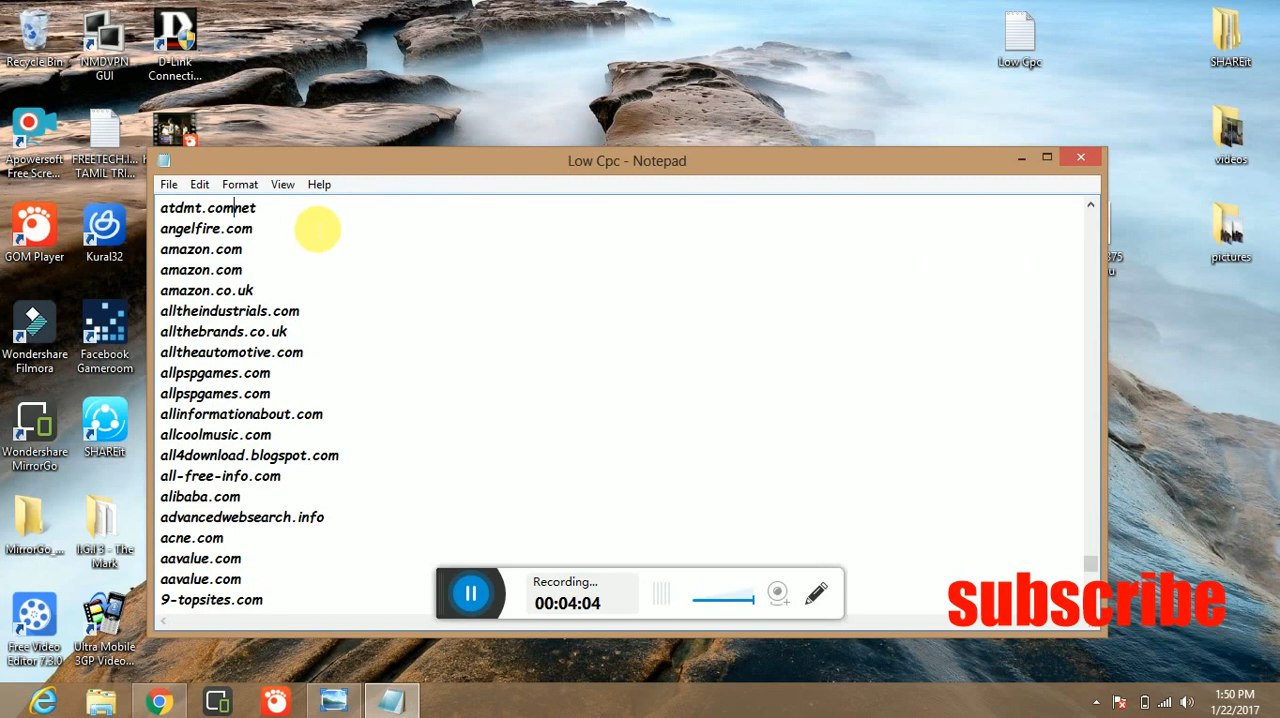 Recycle Bin
NMDVPN
GUI
D-Link
Connecti...
Low Cpc
SHAREit
Apowersoft
Free Scre...
FREETECH.I...
TAMIL TRI...
videos
Low Cpc - Notepad
File Edit Format View Help
atdmt.comnet
angelfire.com
amazon.com
amazon.com
amazon.co.uk
alltheindustrials.com
allthebrands.co.uk
alltheautomotive.com
allpspgames.com
allpspgames.com
allinformationabout.com
allcoolmusic.com
all4download.blogspot.com
all-free-info.com
alibaba.com
advancedwebsearch.info
acne.com
aavalue.com
aavalue.com
9-topsites.com
GOM Player
Kural32
pictures
Wondershare
Filmora
Facebook
Gameroom
Wondershare
MirrorGo
SHAREit
MirrorGo_...
I.G.I 3 - The
Mark
Free Video
Editor 7.3.0
Ultra Mobile
3GP Video...
Recording...
00:04:04
subscribe
1:50 PM
1/22/2017